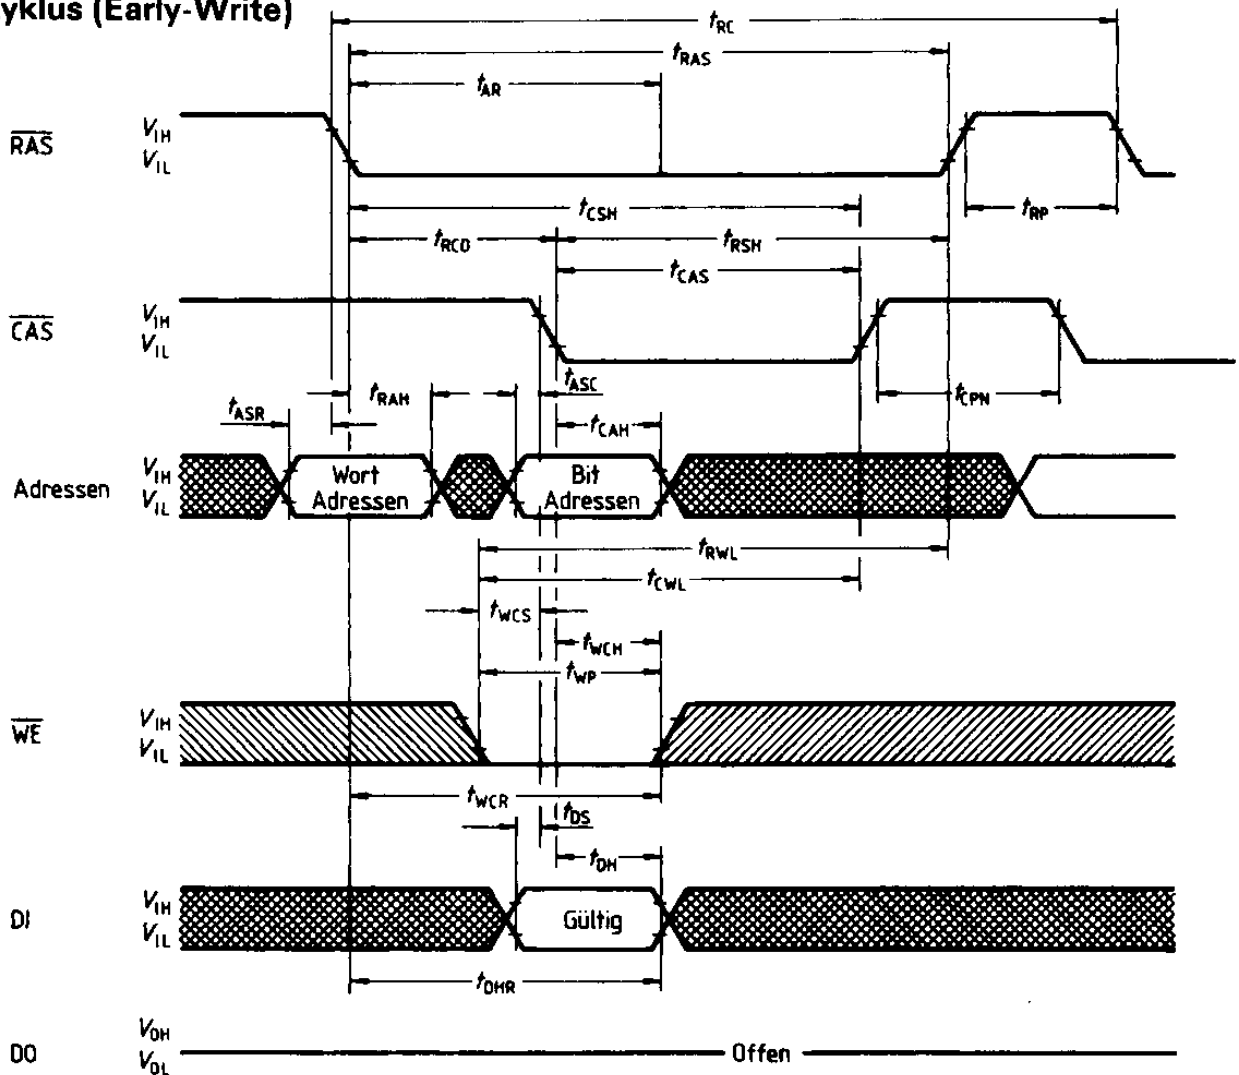 yklus (Early-Write)
tRC
tRAS
tAR
RAS
VIH
VIL
tCSH
tRP
tRCD
tRSH
tCAS
CAS
VIH
VIL
tASC
tRAH
tCPN
tASR
tCAH
Adressen
VIH
VIL
Wort
Adressen
Bit
Adressen
tRWL
tCWL
tWCS
tWCH
tWP
WE
VIH
VIL
tWCR
tDS
tDH
DI
VIH
VIL
Gültig
tDHR
DO
VOH
VOL
Offen